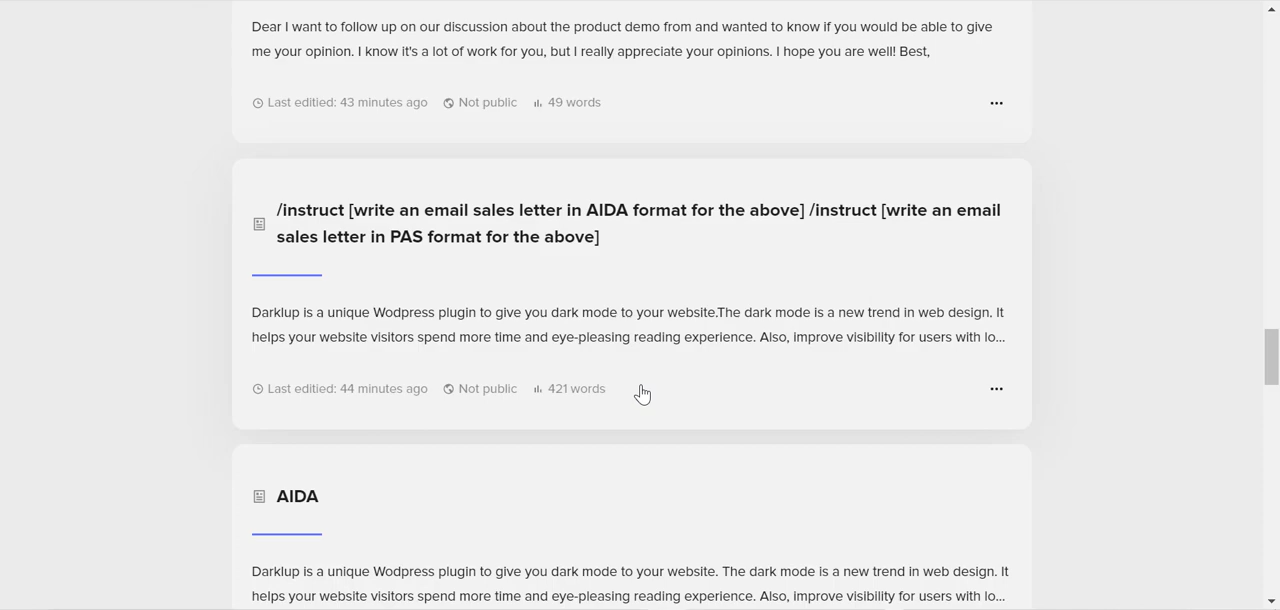 Dear I want to follow up on our discussion about the product demo from and wanted to know if you would be able to give
me your opinion. I know it's a lot of work for you, but I really appreciate your opinions. I hope you are well! Best,
Last editied: 43 minutes ago Not public 49 words
/instruct [write an email sales letter in AIDA format for the above] /instruct [write an email
sales letter in PAS format for the above]
Darklup is a unique Wodpress plugin to give you dark mode to your website.The dark mode is a new trend in web design. It
helps your website visitors spend more time and eye-pleasing reading experience. Also, improve visibility for users with lo...
Last editied: 44 minutes ago Not public 421 words
AIDA
Darklup is a unique Wodpress plugin to give you dark mode to your website. The dark mode is a new trend in web design. It
helps your website visitors spend more time and eye-pleasing reading experience. Also, improve visibility for users with lo...